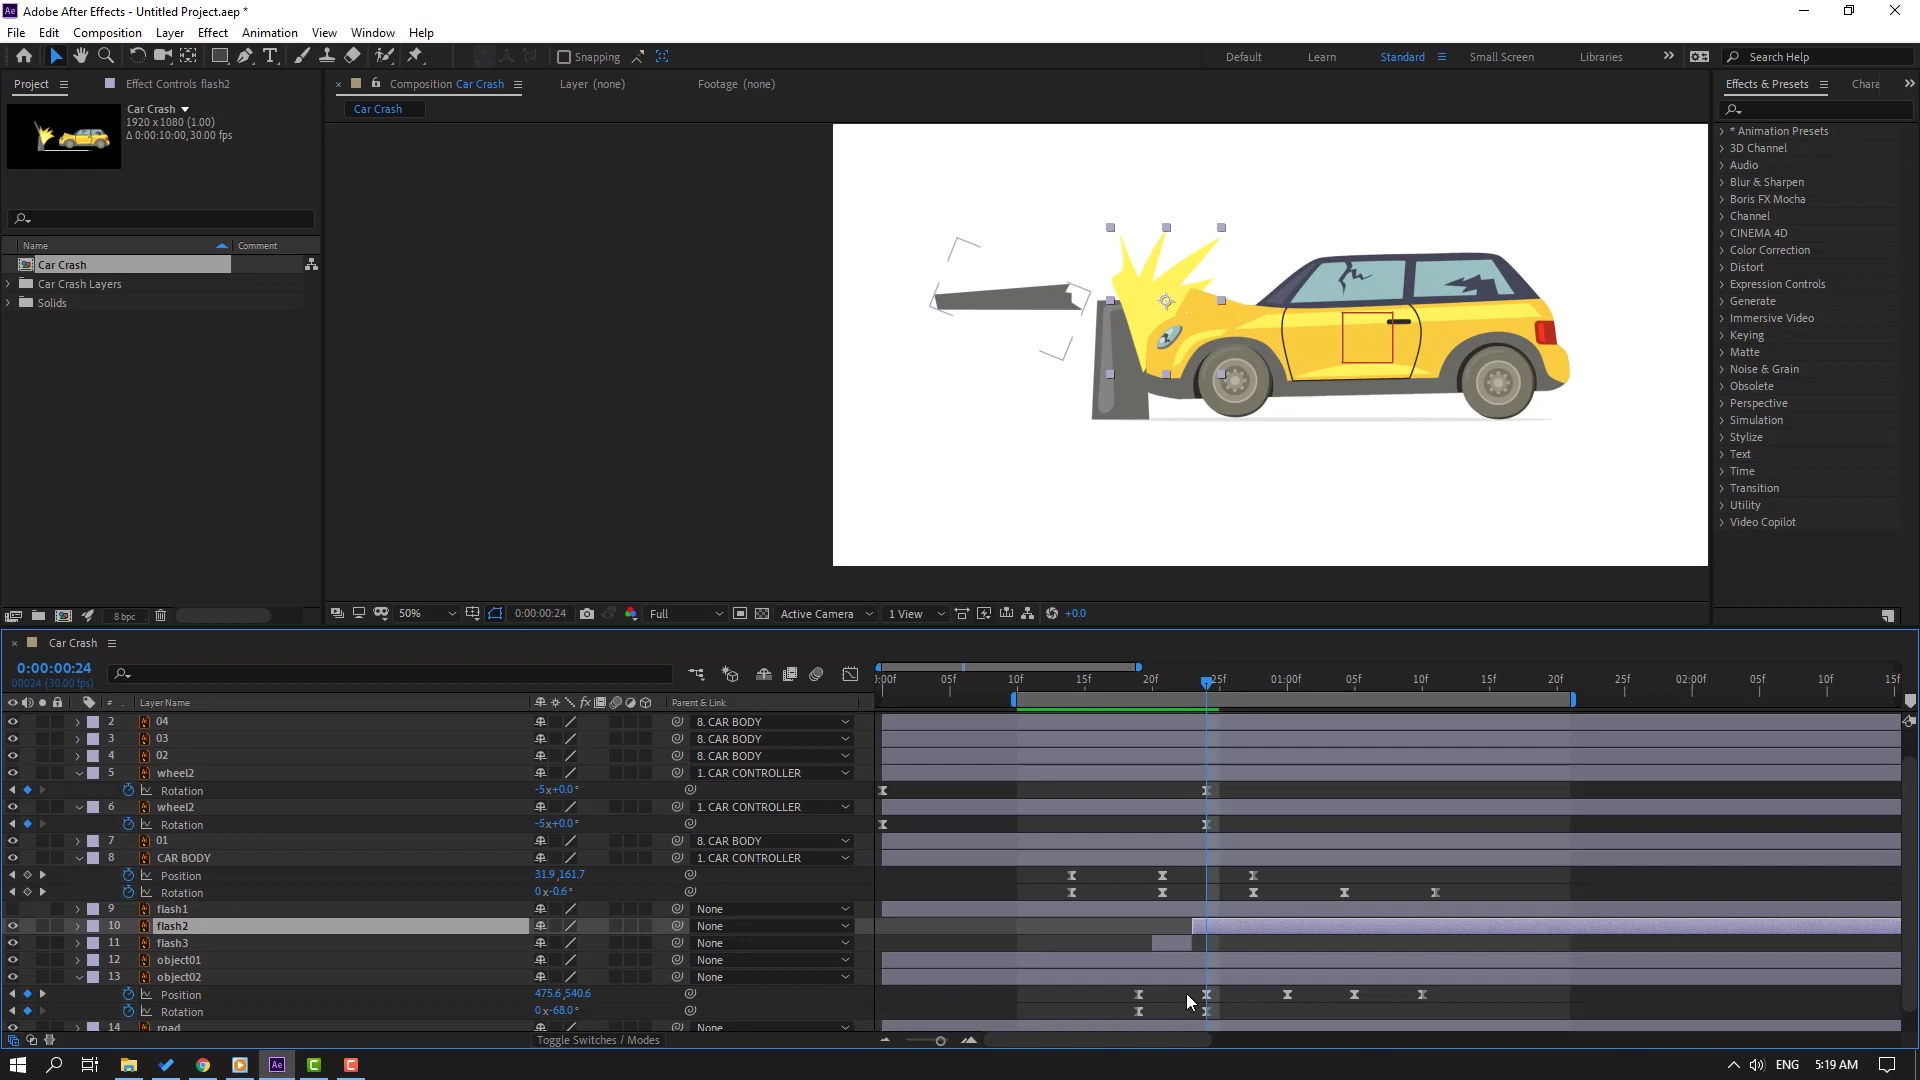 Adobe After Effects - Untitled Project.aep *
File Edit Composition Layer Effect Animation View Window Help
Snapping
Default Learn Standard Small Screen Libraries
Search Help
Project
Effect Controls flash2
Composition Car Crash
Layer (none)
Footage (none)
Effects & Presets
Chara
Car Crash
1920 x 1080 (1.00)
Δ 0:00:10:00, 30.00 fps
Car Crash
Name Comment
Car Crash
Car Crash Layers
Solids
* Animation Presets
3D Channel
Audio
Blur & Sharpen
Boris FX Mocha
Channel
CINEMA 4D
Color Correction
Distort
Expression Controls
Generate
Immersive Video
Keying
Matte
Noise & Grain
Obsolete
Perspective
Simulation
Stylize
Text
Time
Transition
Utility
Video Copilot
8 bpc
50% 0:00:00:24 Full Active Camera 1 View +0.0
Car Crash
0:00:00:24
00024 (30.00 fps)
:00f 05f 10f 15f 20f 25f 01:00f 05f 10f 15f 20f 25f 02:00f 05f 10f 15f
# Layer Name Parent & Link
2 04 8. CAR BODY
3 03 8. CAR BODY
4 02 8. CAR BODY
5 wheel2 1. CAR CONTROLLER
Rotation -5x+0.0°
6 wheel2 1. CAR CONTROLLER
Rotation -5x+0.0°
7 01 8. CAR BODY
8 CAR BODY 1. CAR CONTROLLER
Position 31.9,161.7
Rotation 0x-0.6°
9 flash1 None
10 flash2 None
11 flash3 None
12 object01 None
13 object02 None
Position 475.6,540.6
Rotation 0x-68.0°
14 road None
Toggle Switches / Modes
ENG 5:19 AM